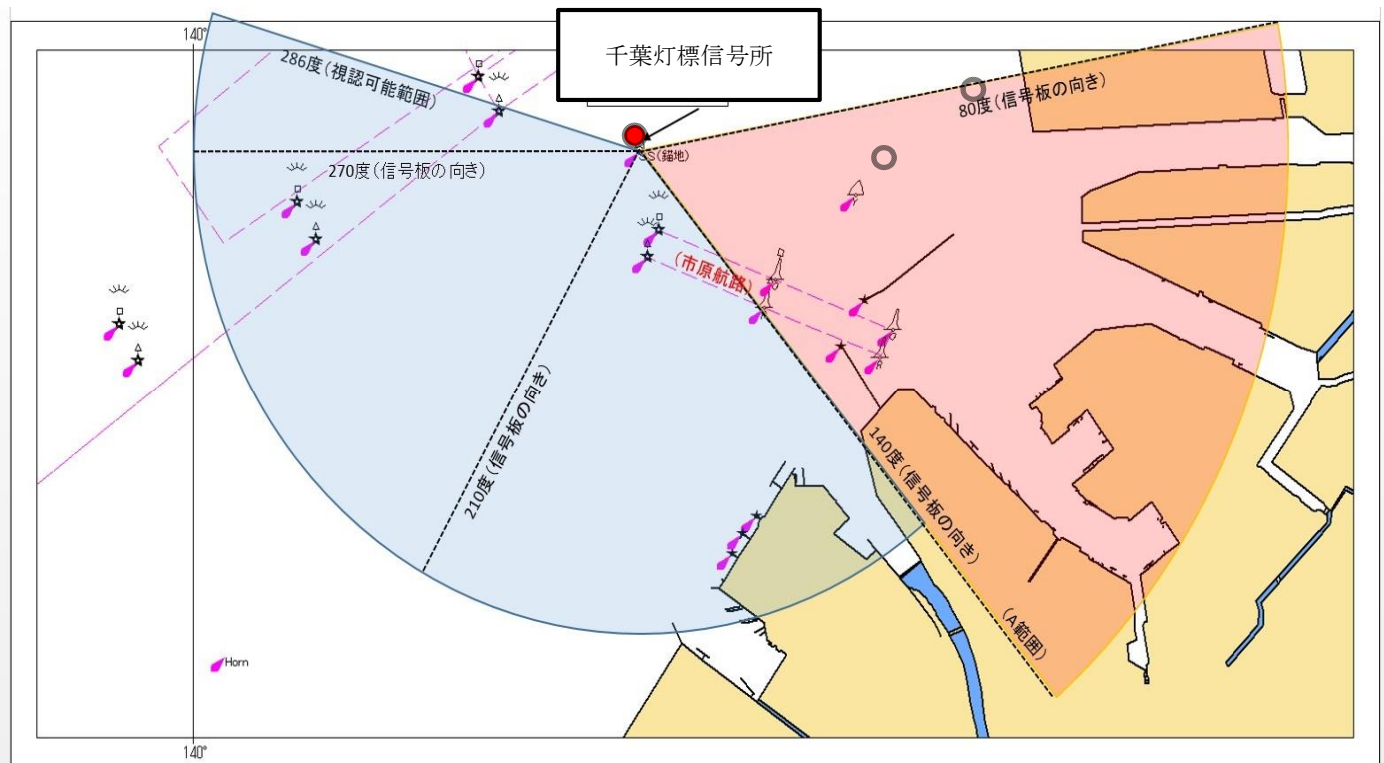 140°
千葉灯標信号所
286度(視認可能範囲)
80度(信号板の向き)
SS(錨地)
270度(信号板の向き)
(市原航路)
210度(信号板の向き)
140度(信号板の向き)
(A範囲)
Horn
140°